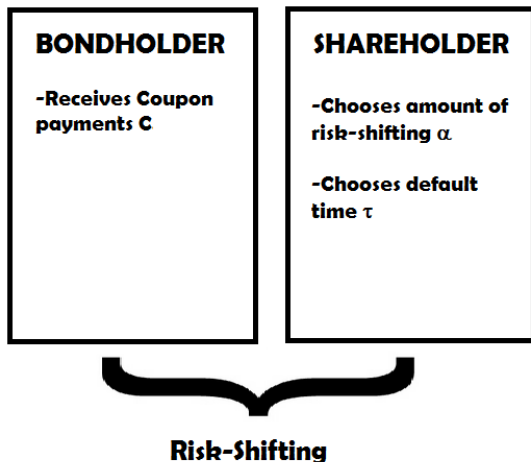 BONDHOLDER
-Receives Coupon
payments C
SHAREHOLDER
-Chooses amount of
risk-shifting α
-Chooses default
time τ
Risk-Shifting